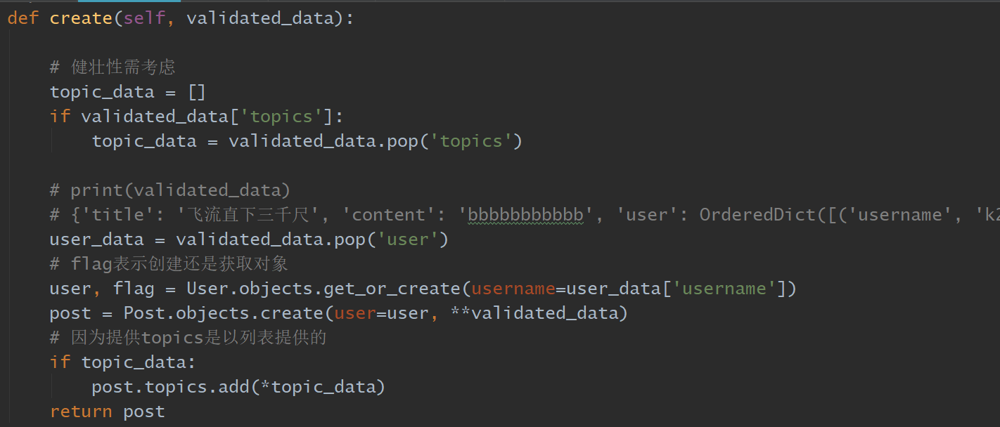 def create(self, validated_data):
# 健壮性需考虑
topic_data = []
if validated_data['topics']:
topic_data = validated_data.pop('topics')
# print(validated_data)
# {'title': '飞流直下三千尺', 'content': 'bbbbbbbbbbb', 'user': OrderedDict([('username', 'k2
user_data = validated_data.pop('user')
# flag表示创建还是获取对象
user, flag = User.objects.get_or_create(username=user_data['username'])
post = Post.objects.create(user=user, **validated_data)
# 因为提供topics是以列表提供的
if topic_data:
post.topics.add(*topic_data)
return post